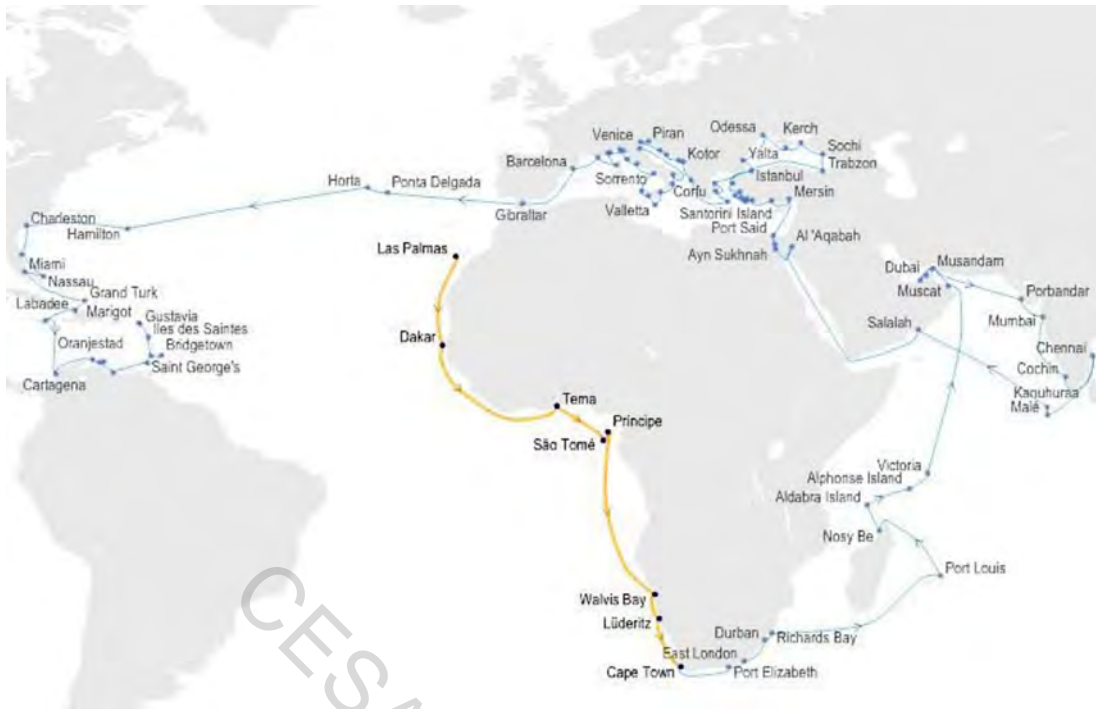 Odessa
Kerch
Venice
Piran
Sochi
Barcelona
Kotor
Yalta
Trabzon
Istanbul
Sorrento
Horta
Ponta Delgada
Corfu
Mersin
Gibraltar
Valletta
Santorini Island
Charleston
Hamilton
Port Said
Al 'Aqabah
Las Palmas
Ayn Sukhnah
Miami
Musandam
Nassau
Dubai
Grand Turk
Muscat
Porbandar
Labadee
Marigot
Gustavia
Mumbai
Iles des Saintes
Salalah
Oranjestad
Bridgetown
Dakar
Chennai
Saint George's
Cochin
Cartagena
Kaquhuraa
Tema
Malé
Príncipe
São Tomé
Victoria
Alphonse Island
Aldabra Island
Nosy Be
Port Louis
Walvis Bay
Lüderitz
Durban
Richards Bay
East London
Cape Town
Port Elizabeth